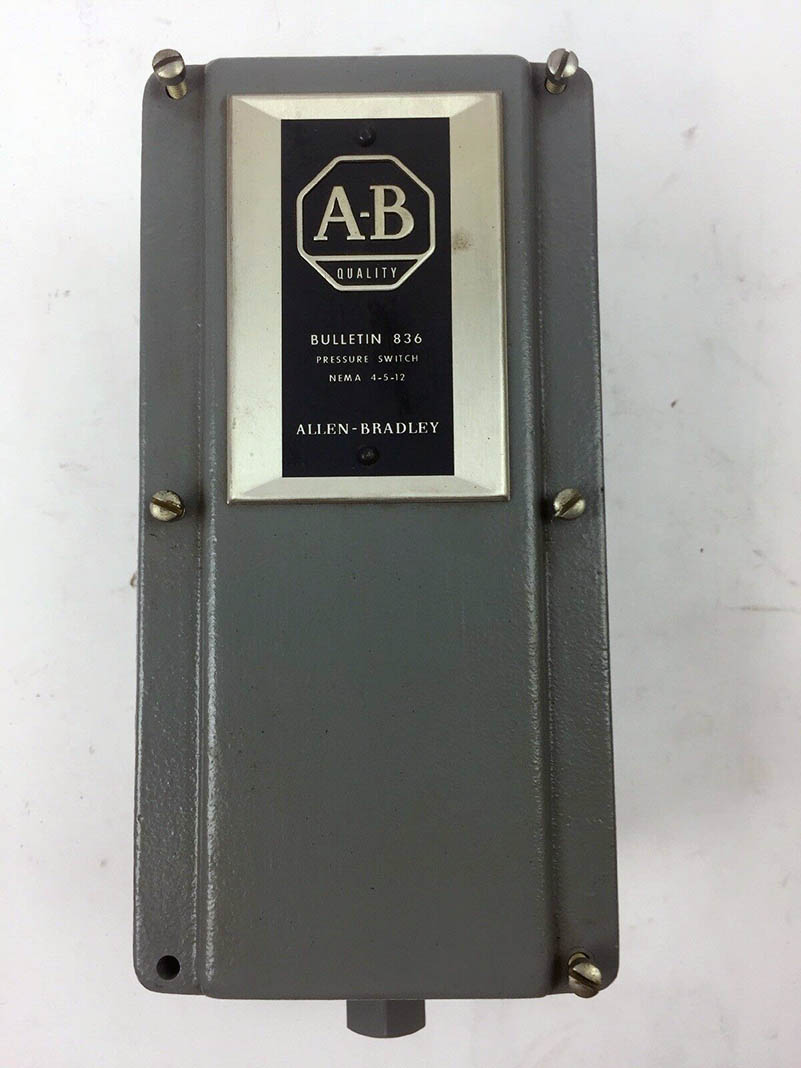 A-B
QUALITY
BULLETIN 836
PRESSURE SWITCH
NEMA 4-5-12
ALLEN-BRADLEY